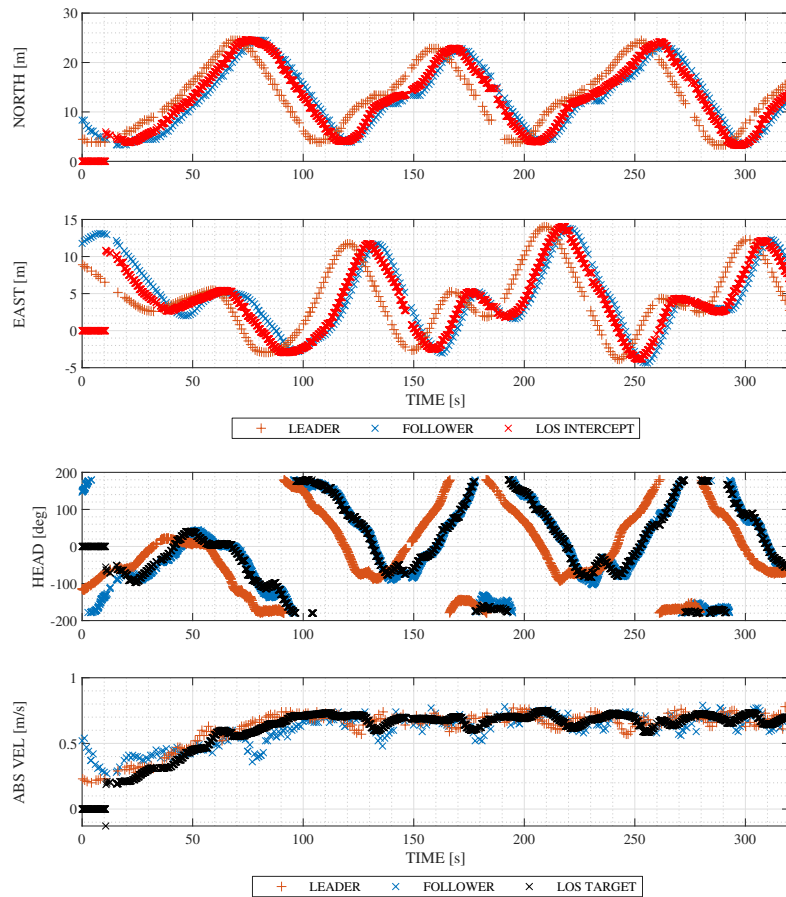 30
20
10
0
NORTH [m]
0 50 100 150 200 250 300
15
10
5
0
-5
EAST [m]
0 50 100 150 200 250 300
TIME [s]
LEADER FOLLOWER LOS INTERCEPT
200
100
0
-100
-200
HEAD [deg]
0 50 100 150 200 250 300
1
0.5
0
ABS VEL [m/s]
0 50 100 150 200 250 300
TIME [s]
LEADER FOLLOWER LOS TARGET